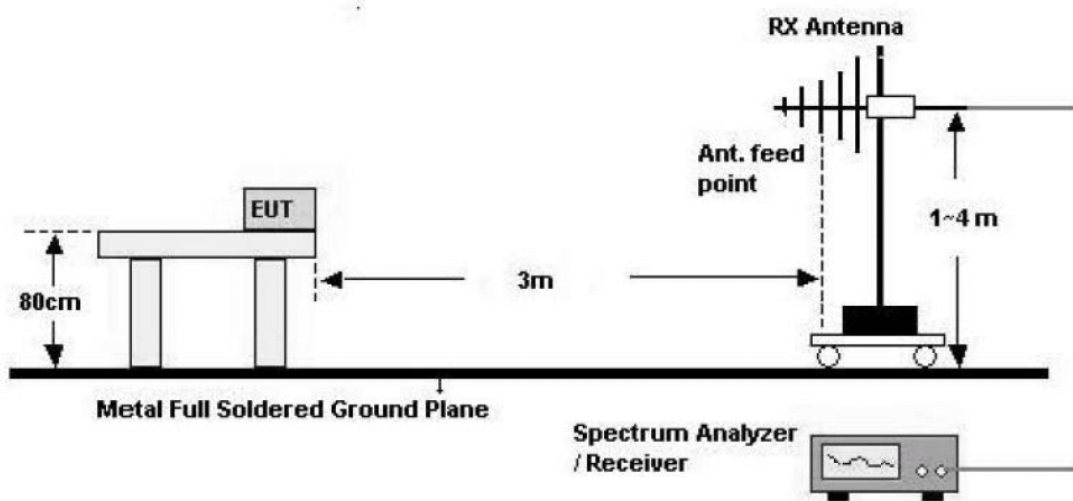 RX Antenna
Ant. feed
point
EUT
1~4 m
3m
80cm
Metal Full Soldered Ground Plane
Spectrum Analyzer
/ Receiver